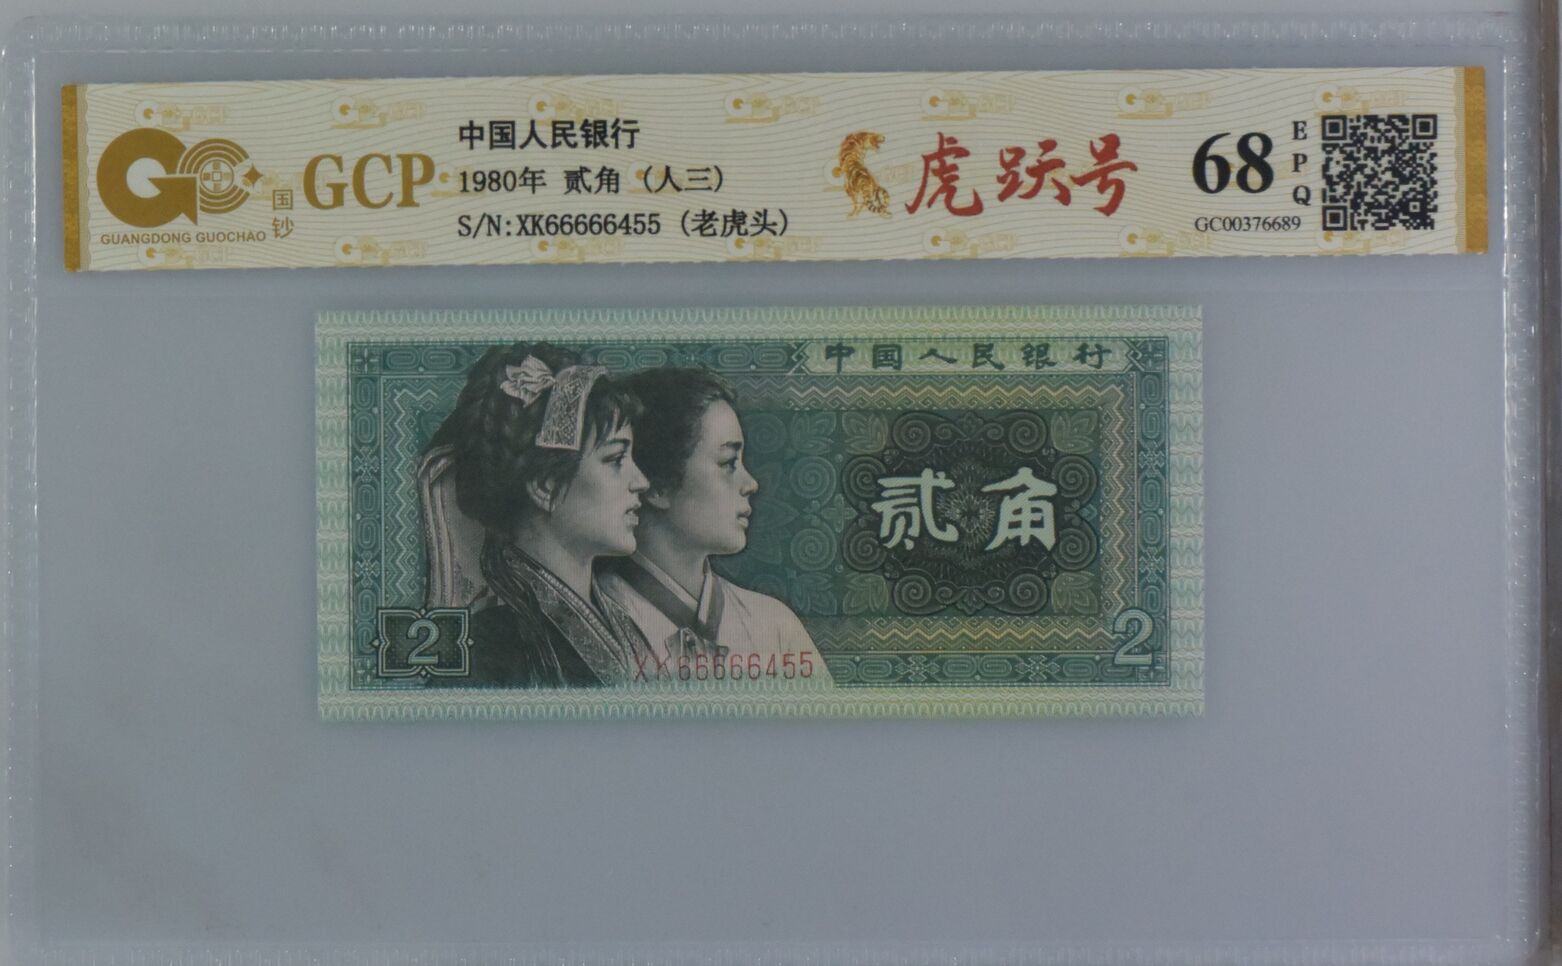 中国人民银行
1980年 贰角 (人三)
S/N:XK66666455 (老虎头)
GCP
国钞
GUANGDONG GUOCHAO
虎跃号
68
EPQ
GC00376689
中国人民银行
贰角
2
2
XK66666455